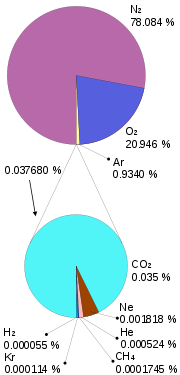 N₂
78.084 %
O₂
20.946 %
Ar
0.9340 %
0.037680 %
CO₂
0.035 %
Ne
0.001818 %
He
0.000524 %
CH₄
0.0001745 %
H₂
0.000055 %
Kr
0.000114 %